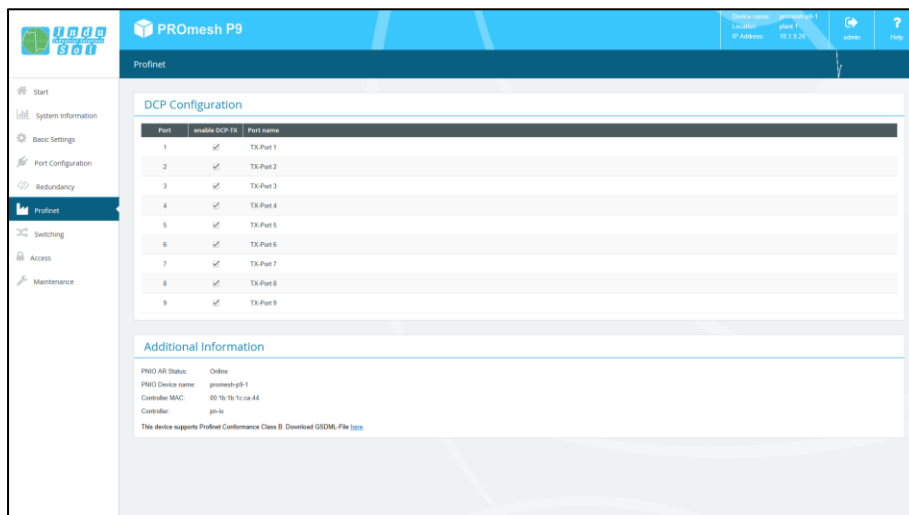 Indu
Sol
PROmesh P9
Device name: promesh-p9-1
Location: plant 1
IP Address: 10.1.9.20
admin
Help
Profinet
Start
System Information
Basic Settings
Port Configuration
Redundancy
Profinet
Switching
Access
Maintenance
DCP Configuration
Port enable DCP-TX Port name
1 TX-Port 1
2 TX-Port 2
3 TX-Port 3
4 TX-Port 4
5 TX-Port 5
6 TX-Port 6
7 TX-Port 7
8 TX-Port 8
9 TX-Port 9
Additional Information
PNIO AR Status: Online
PNIO Device name: promesh-p9-1
Controller MAC: 00:1b:1b:1c:ca:44
Controller: pn-io
This device supports Profinet Conformance Class B. Download GSDML-File here.